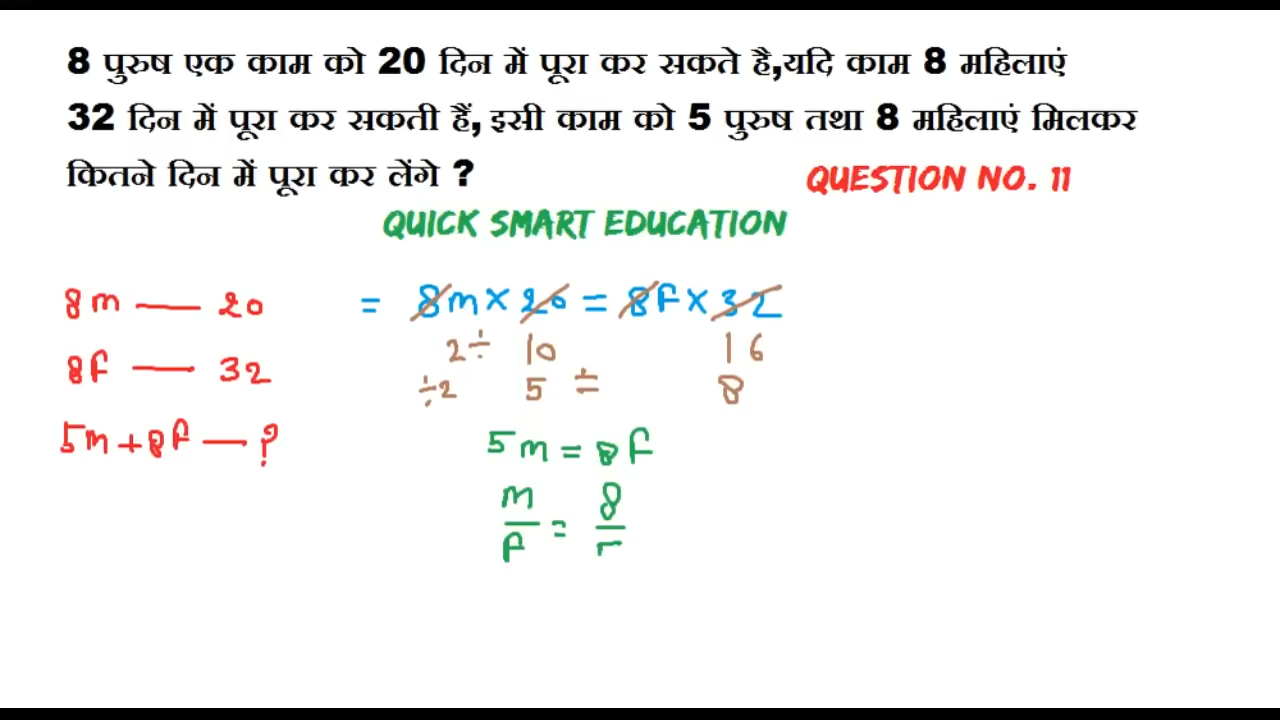 8 पुरुष एक काम को 20 दिन में पूरा कर सकते है,यदि काम 8 महिलाएं
32 दिन में पूरा कर सकती हैं, इसी काम को 5 पुरुष तथा 8 महिलाएं मिलकर
कितने दिन में पूरा कर लेंगे ?
QUESTION NO. 11
QUICK SMART EDUCATION
8m — 20
8f — 32
5m + 8f — ?
= 8m × 20 = 8f × 32
2÷ 10 16
÷2 5 ÷ 8
5m = 8f
m = 8
f